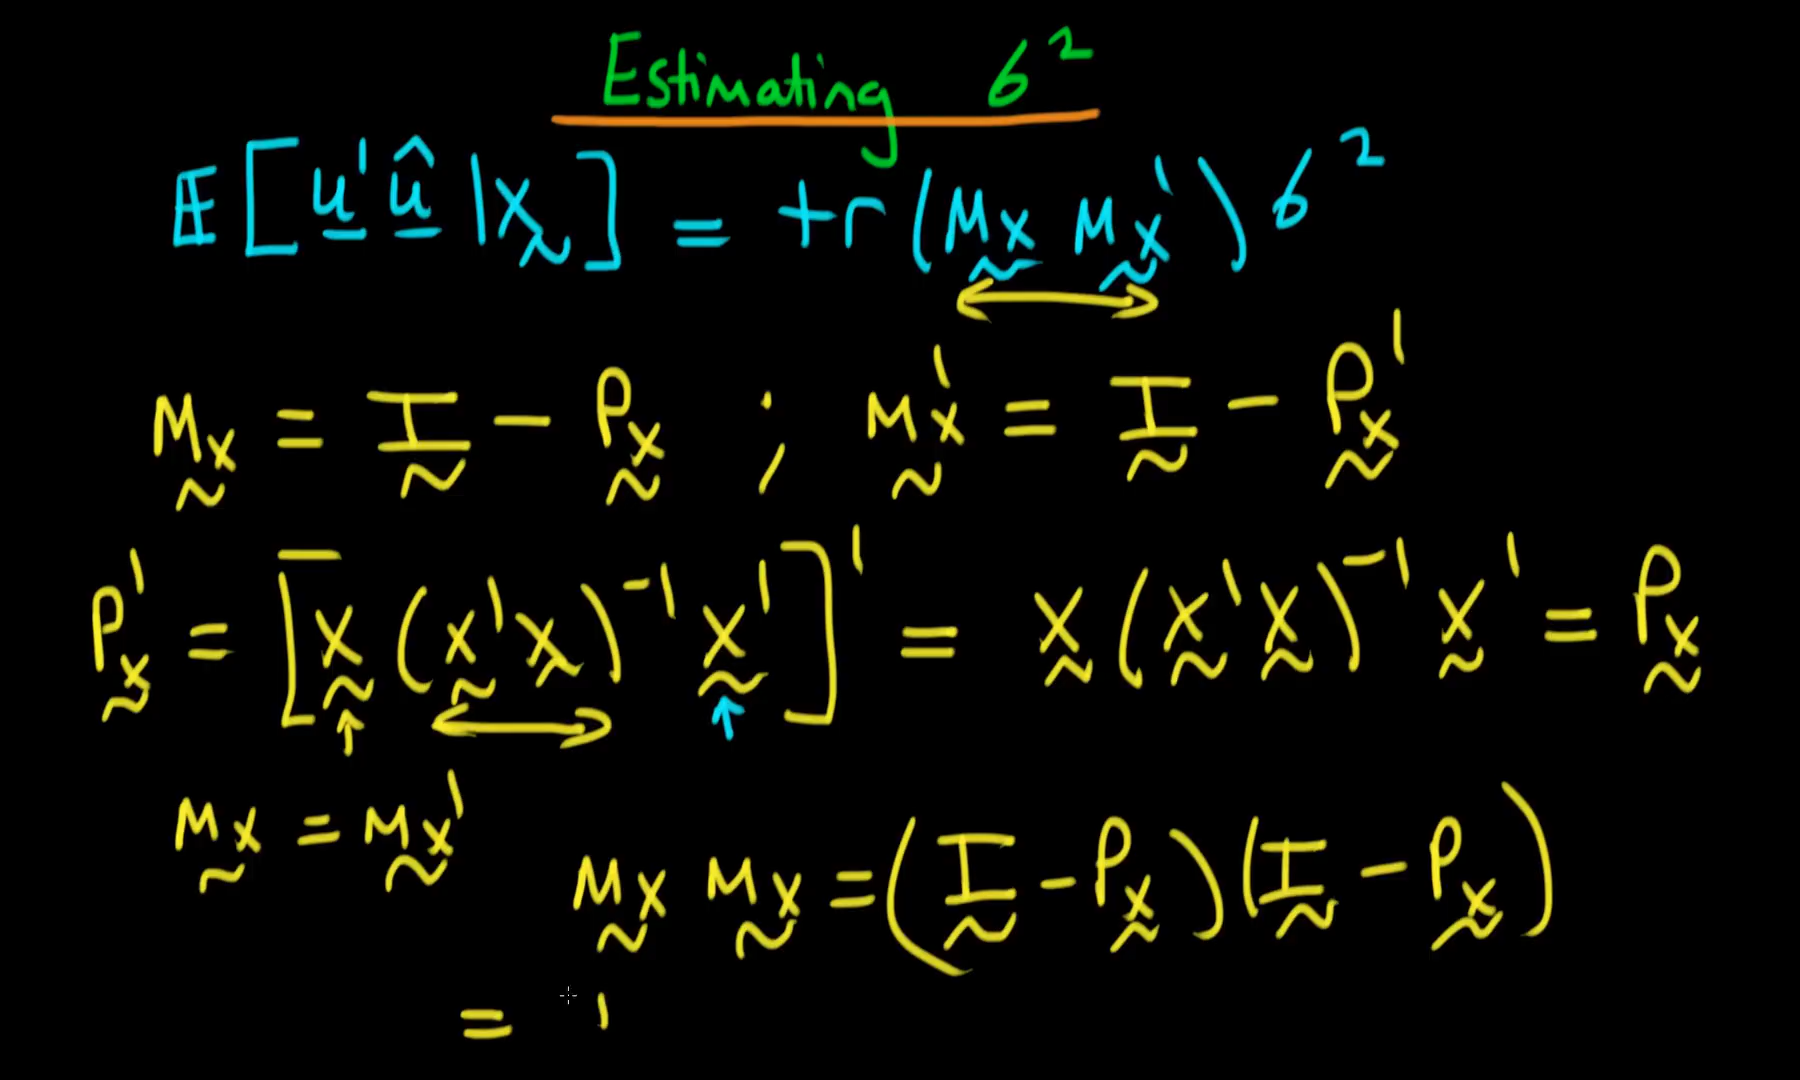 Estimating σ²
E[u'û|X] = tr(Mₓ Mₓ')σ²
Mₓ = I - Pₓ ; Mₓ' = I - Pₓ'
Pₓ' = [X(X'X)⁻¹X']' = X(X'X)⁻¹X' = Pₓ
Mₓ = Mₓ'
Mₓ Mₓ = (I - Pₓ)(I - Pₓ)
=